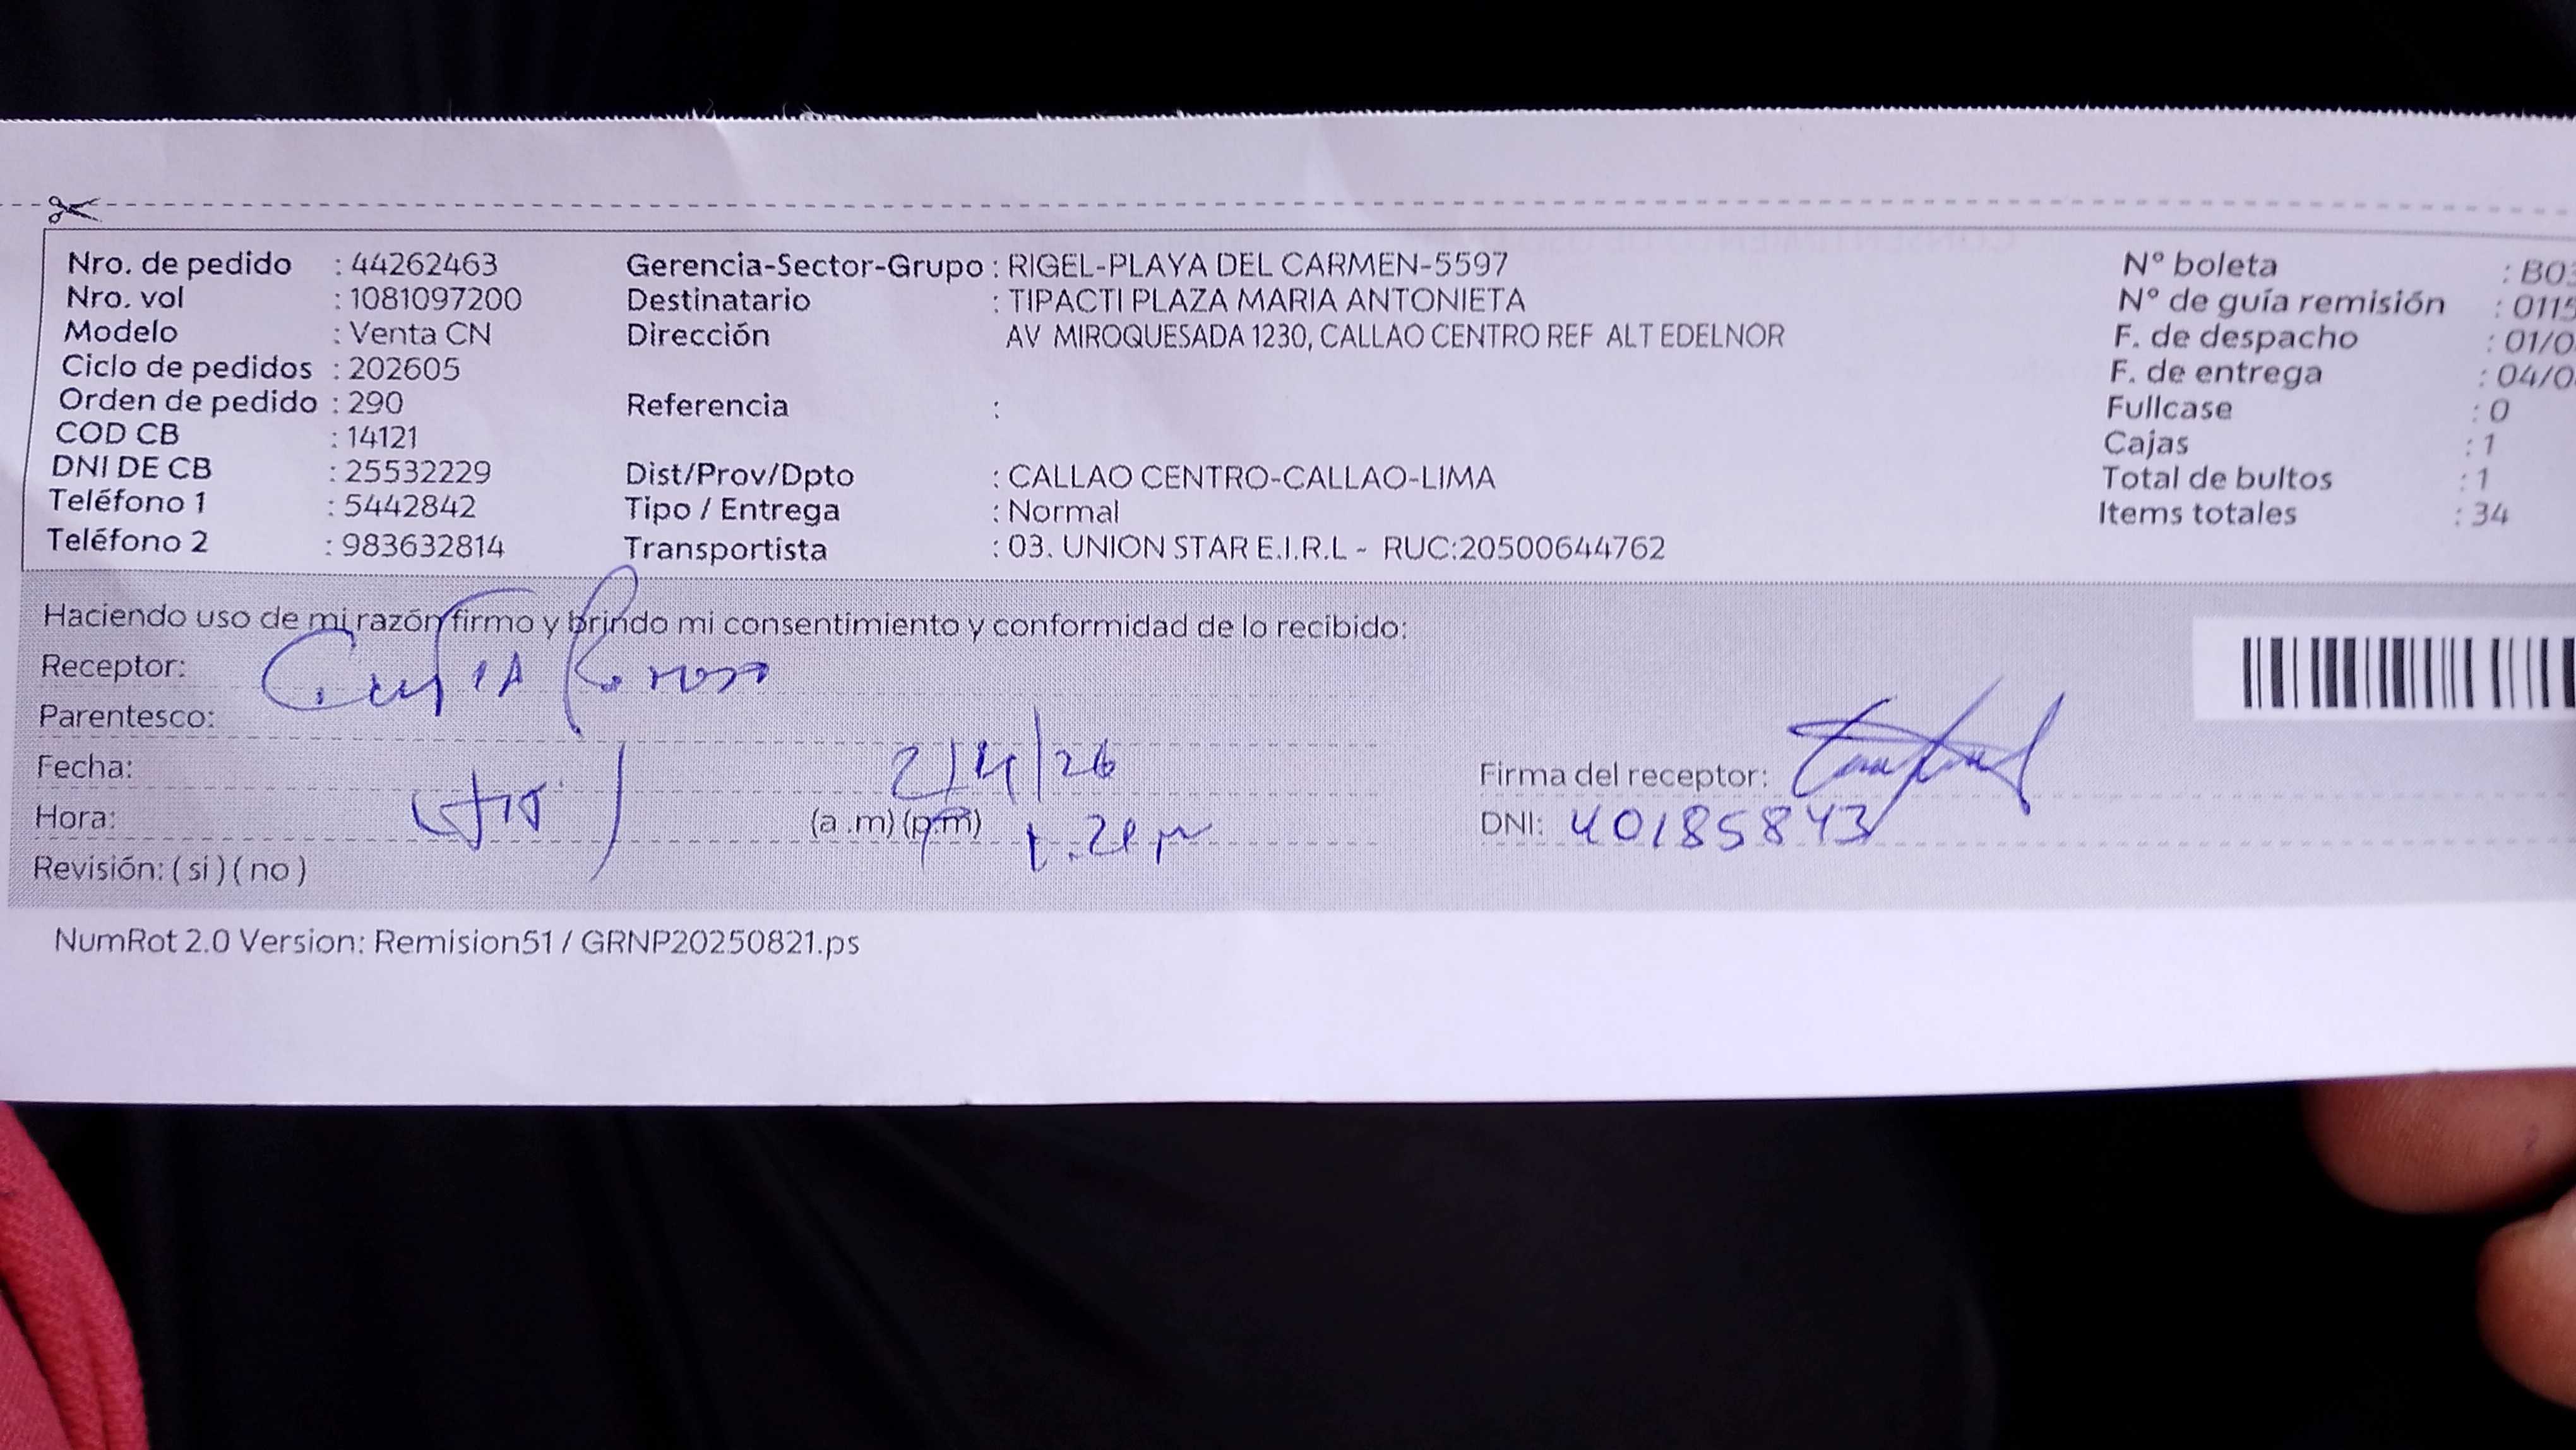 Nro. de pedido : 44262463 Gerencia-Sector-Grupo : RIGEL-PLAYA DEL CARMEN-5597 N° boleta : B03
Nro. vol : 1081097200 Destinatario : TIPACTI PLAZA MARIA ANTONIETA N° de guía remisión : 0115
Modelo : Venta CN Dirección AV MIROQUESADA 1230, CALLAO CENTRO REF ALT EDELNOR F. de despacho : 01/0
Ciclo de pedidos : 202605 F. de entrega : 04/0
Orden de pedido : 290 Referencia : Fullcase : 0
COD CB : 14121 Cajas : 1
DNI DE CB : 25532229 Dist/Prov/Dpto : CALLAO CENTRO-CALLAO-LIMA Total de bultos : 1
Teléfono 1 : 5442842 Tipo / Entrega : Normal Items totales : 34
Teléfono 2 : 983632814 Transportista : 03. UNION STAR E.I.R.L - RUC:20500644762
Haciendo uso de mi razón firmo y brindo mi consentimiento y conformidad de lo recibido:
Receptor:
Parentesco:
Fecha: 2/4/26 Firma del receptor:
Hora: (a.m) (p.m) DNI: 40185843
Revisión: ( si ) ( no )
NumRot 2.0 Version: Remision51 / GRNP20250821.ps